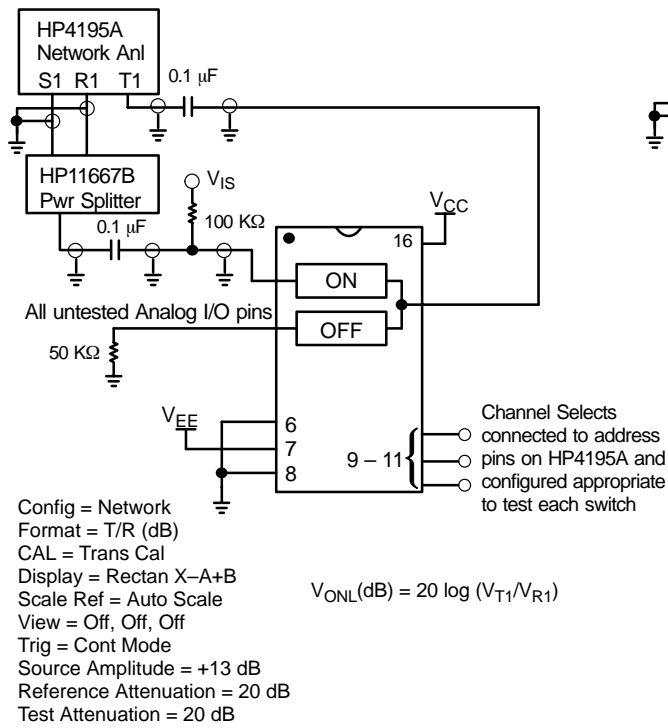 HP4195A
Network Anl
S1 R1 T1
0.1 μF
HP11667B
Pwr Splitter
V_IS
0.1 μF
100 KΩ
V_CC
16
ON
All untested Analog I/O pins
OFF
50 KΩ
V_EE
6
7
8
9 – 11
Channel Selects
connected to address
pins on HP4195A and
configured appropriate
to test each switch
Config = Network
Format = T/R (dB)
CAL = Trans Cal
Display = Rectan X–A+B
Scale Ref = Auto Scale
View = Off, Off, Off
Trig = Cont Mode
Source Amplitude = +13 dB
Reference Attenuation = 20 dB
Test Attenuation = 20 dB
V_ONL(dB) = 20 log (V_T1/V_R1)